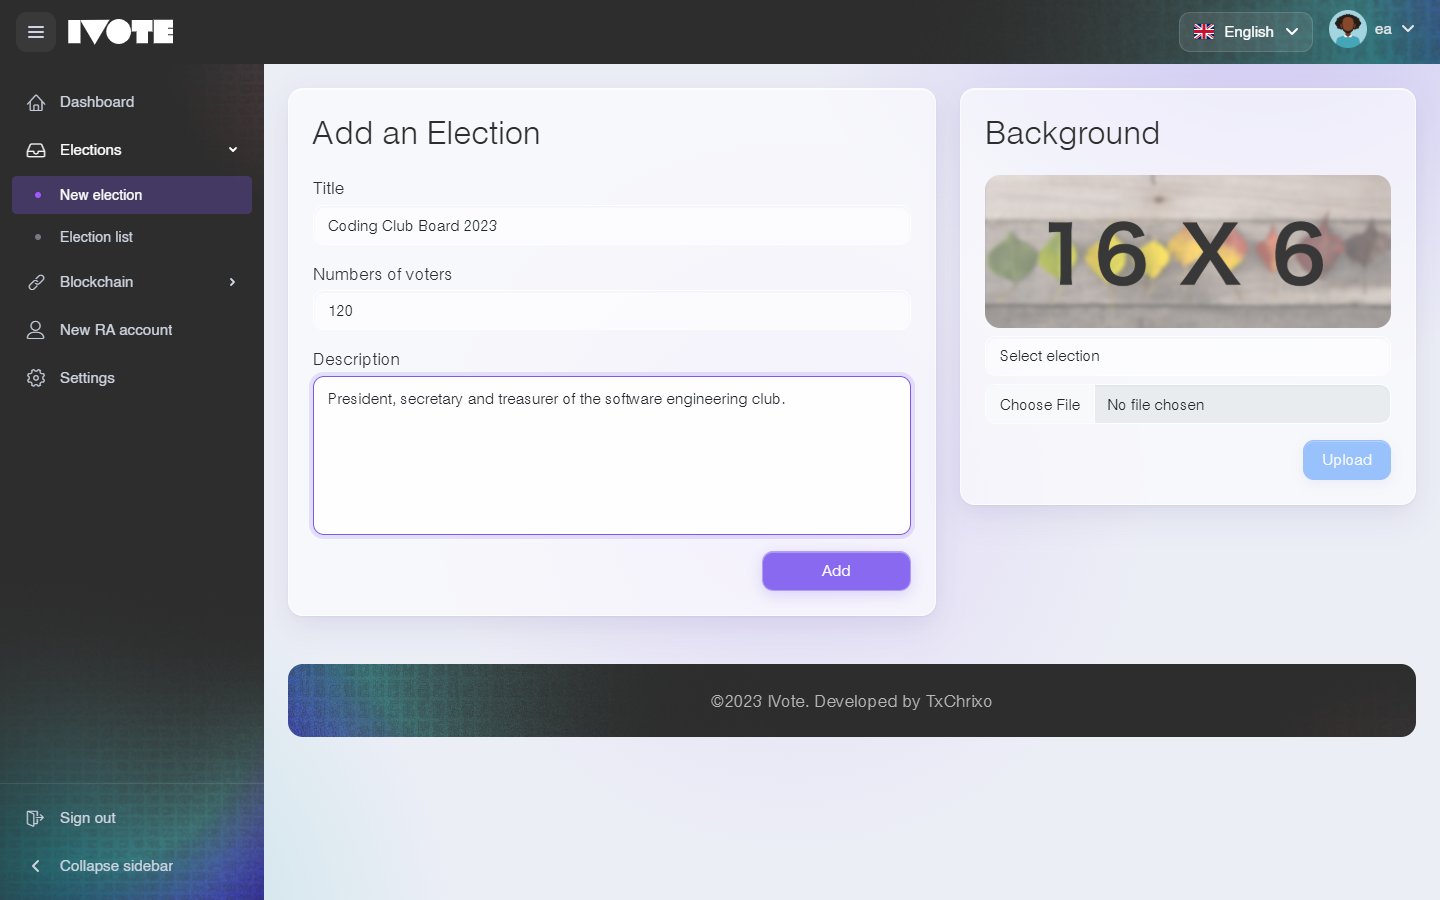 IVOTE
English
ea
Dashboard
Elections
New election
Election list
Blockchain
New RA account
Settings
Sign out
Collapse sidebar
Add an Election
Title
Coding Club Board 2023
Numbers of voters
120
Description
President, secretary and treasurer of the software engineering club.
Add
Background
16 X 6
Select election
Choose File No file chosen
Upload
©2023 IVote. Developed by TxChrixo